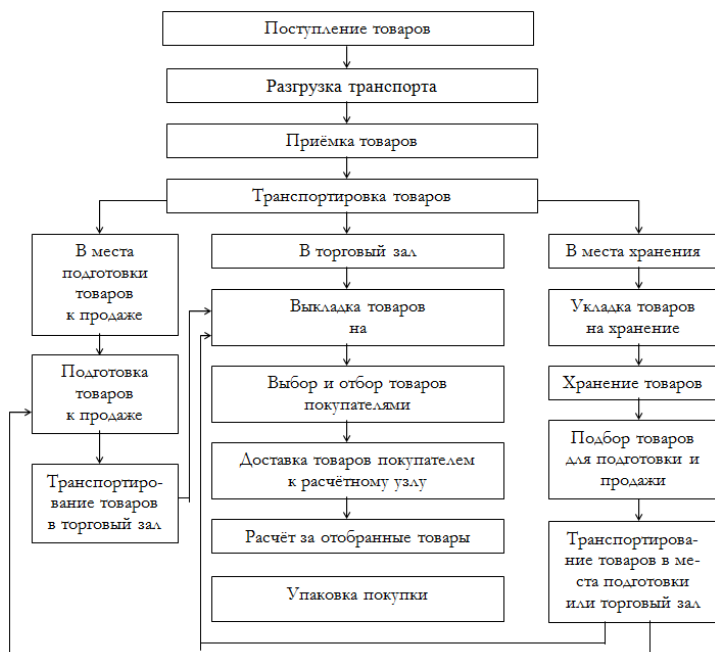 Поступление товаров
Разгрузка транспорта
Приёмка товаров
Транспортировка товаров
В места
подготовки
товаров
к продаже
Подготовка
товаров
к продаже
Транспортиро-
вание товаров
в торговый зал
В торговый зал
Выкладка товаров
на
Выбор и отбор товаров
покупателями
Доставка товаров покупателем
к расчётному узлу
Расчёт за отобранные товары
Упаковка покупки
В места хранения
Укладка товаров
на хранение
Хранение товаров
Подбор товаров
для подготовки и
продажи
Транспортирова-
ние товаров в ме-
ста подготовки
или торговый зал